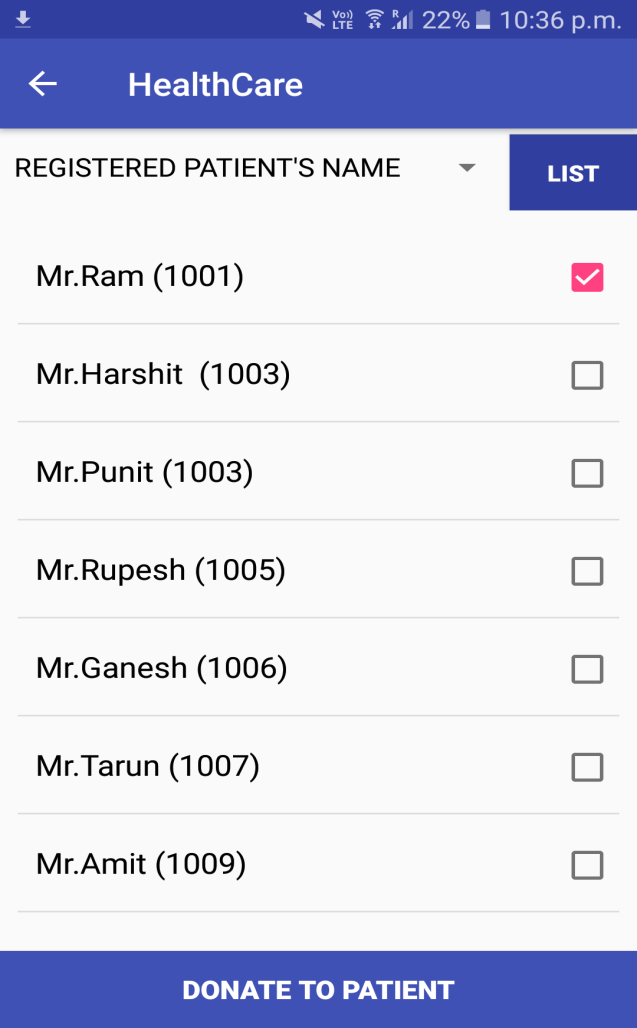 Vo)) LTE R 22% 10:36 p.m.
HealthCare
REGISTERED PATIENT'S NAME
LIST
Mr.Ram (1001)
Mr.Harshit  (1003)
Mr.Punit (1003)
Mr.Rupesh (1005)
Mr.Ganesh (1006)
Mr.Tarun (1007)
Mr.Amit (1009)
DONATE TO PATIENT